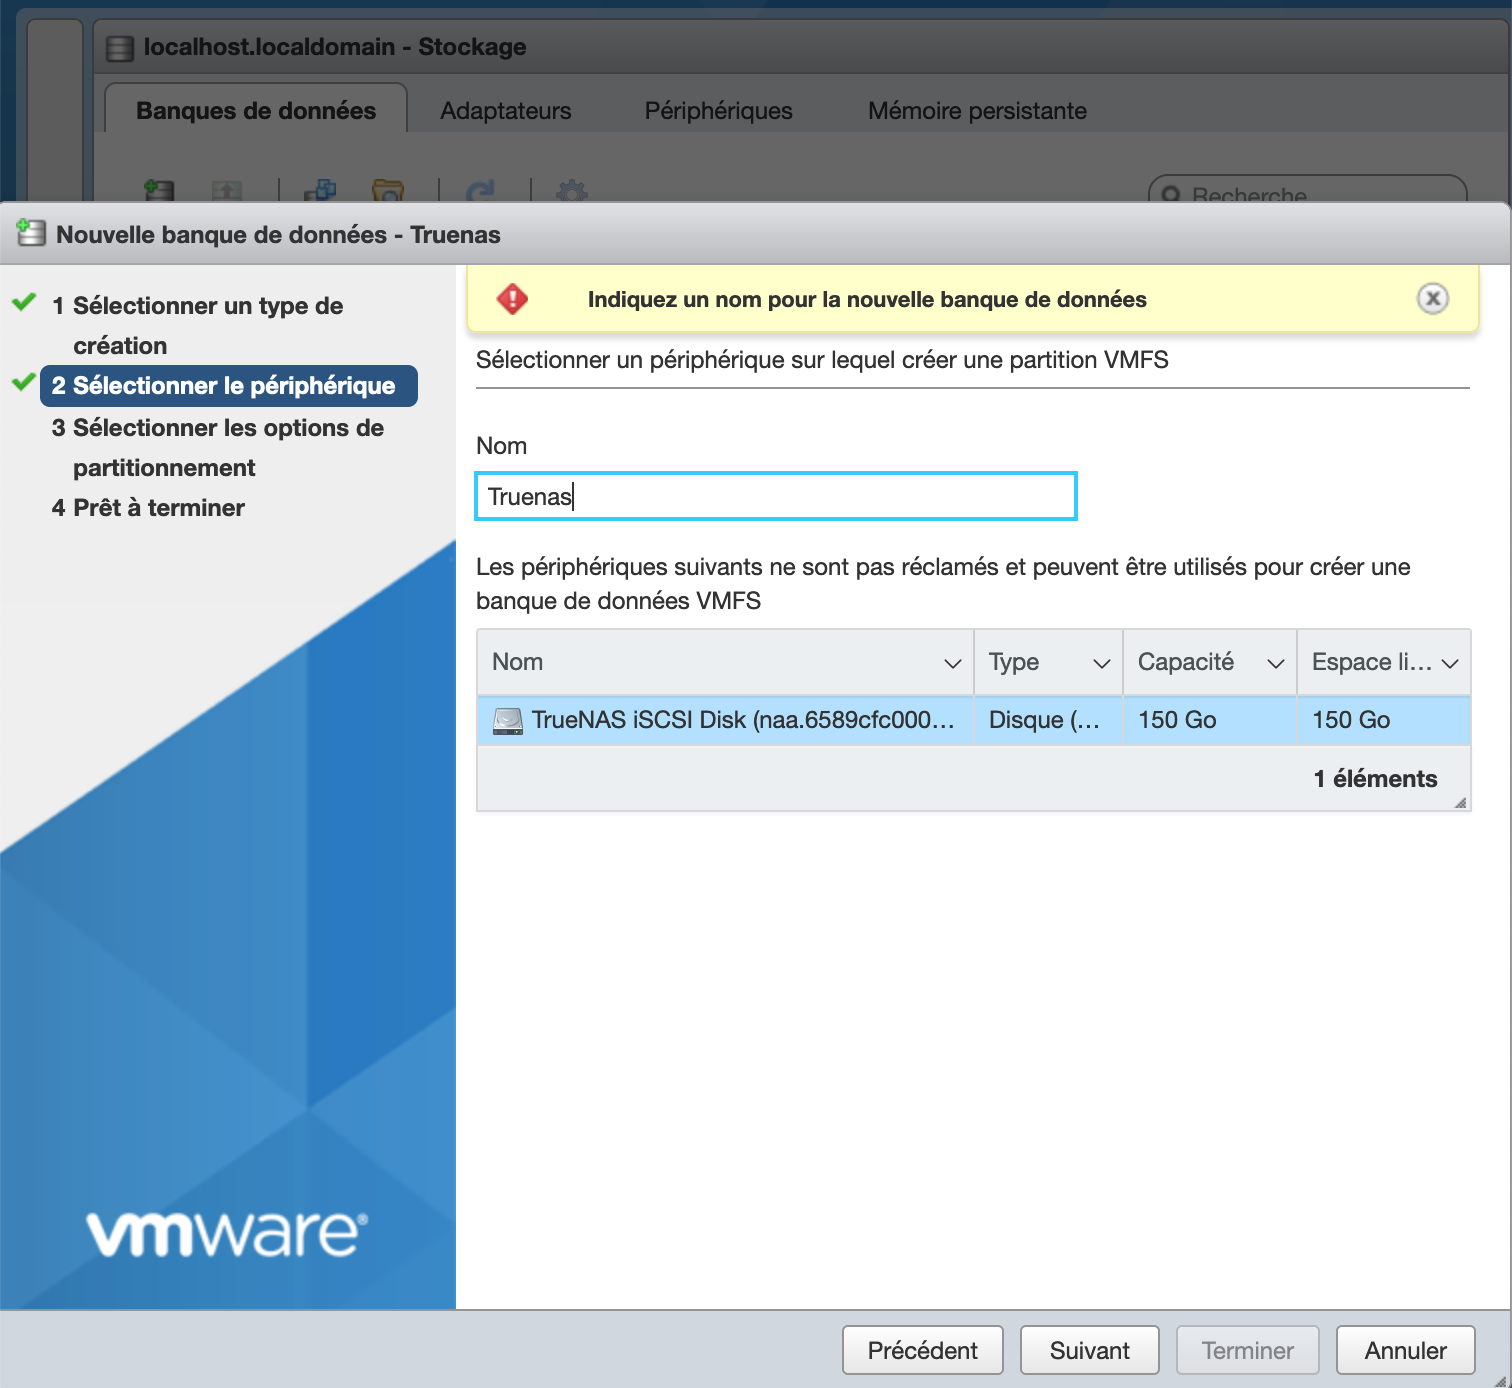 localhost.localdomain - Stockage
Banques de données
Adaptateurs
Périphériques
Mémoire persistante
Recherche
Nouvelle banque de données - Truenas
1 Sélectionner un type de
création
2 Sélectionner le périphérique
3 Sélectionner les options de
partitionnement
4 Prêt à terminer
Indiquez un nom pour la nouvelle banque de données
Sélectionner un périphérique sur lequel créer une partition VMFS
Nom
Truenas
Les périphériques suivants ne sont pas réclamés et peuvent être utilisés pour créer une
banque de données VMFS
Nom Type Capacité Espace li...
TrueNAS iSCSI Disk (naa.6589cfc000... Disque (... 150 Go 150 Go
1 éléments
vmware®
Précédent Suivant Terminer Annuler